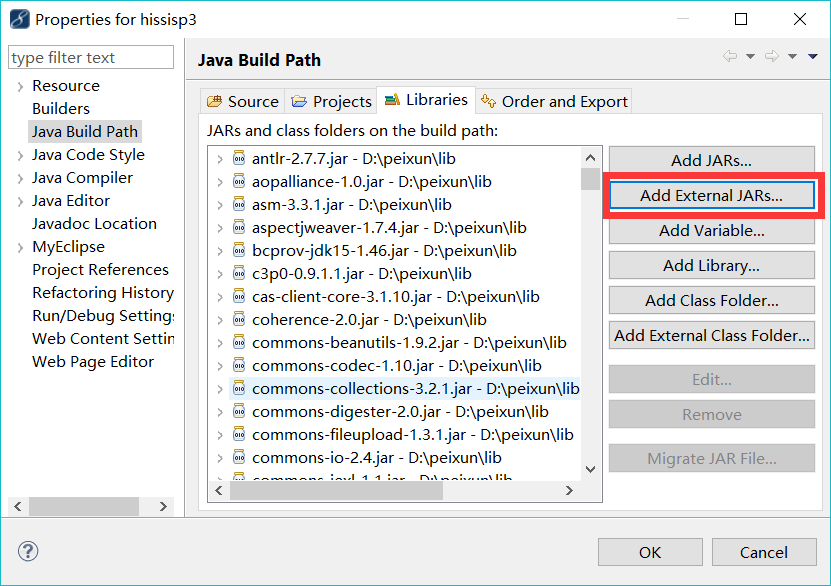 Properties for hissisp3
type filter text
Resource
Builders
Java Build Path
Java Code Style
Java Compiler
Java Editor
Javadoc Location
MyEclipse
Project References
Refactoring History
Run/Debug Settings
Web Content Settin
Web Page Editor
Java Build Path
Source Projects Libraries Order and Export
JARs and class folders on the build path:
antlr-2.7.7.jar - D:\peixun\lib
aopalliance-1.0.jar - D:\peixun\lib
asm-3.3.1.jar - D:\peixun\lib
aspectjweaver-1.7.4.jar - D:\peixun\lib
bcprov-jdk15-1.46.jar - D:\peixun\lib
c3p0-0.9.1.1.jar - D:\peixun\lib
cas-client-core-3.1.10.jar - D:\peixun\lib
coherence-2.0.jar - D:\peixun\lib
commons-beanutils-1.9.2.jar - D:\peixun\lib
commons-codec-1.10.jar - D:\peixun\lib
commons-collections-3.2.1.jar - D:\peixun\lib
commons-digester-2.0.jar - D:\peixun\lib
commons-fileupload-1.3.1.jar - D:\peixun\lib
commons-io-2.4.jar - D:\peixun\lib
commons-jexl-1.1.jar - D:\peixun\lib
Add JARs...
Add External JARs...
Add Variable...
Add Library...
Add Class Folder...
Add External Class Folder...
Edit...
Remove
Migrate JAR File...
?
OK
Cancel